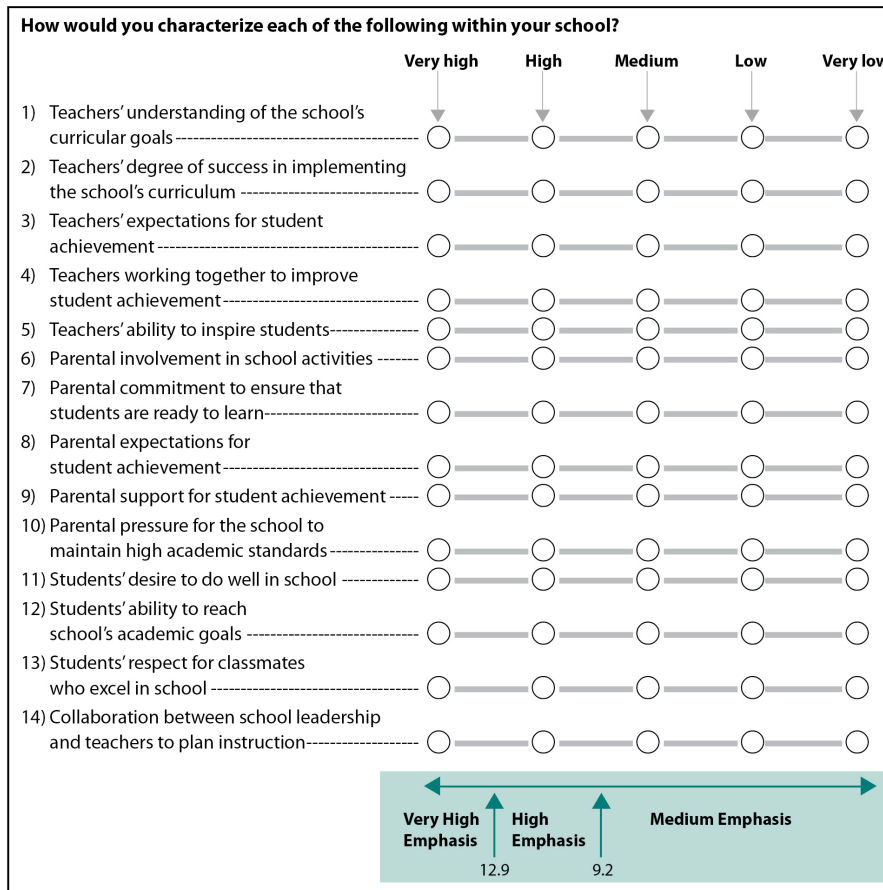 How would you characterize each of the following within your school?
Very high High Medium Low Very low
1) Teachers’ understanding of the school’s
curricular goals
2) Teachers’ degree of success in implementing
the school’s curriculum
3) Teachers’ expectations for student
achievement
4) Teachers working together to improve
student achievement
5) Teachers’ ability to inspire students
6) Parental involvement in school activities
7) Parental commitment to ensure that
students are ready to learn
8) Parental expectations for
student achievement
9) Parental support for student achievement
10) Parental pressure for the school to
maintain high academic standards
11) Students’ desire to do well in school
12) Students’ ability to reach
school’s academic goals
13) Students’ respect for classmates
who excel in school
14) Collaboration between school leadership
and teachers to plan instruction
Very High High Medium Emphasis
Emphasis Emphasis
12.9 9.2